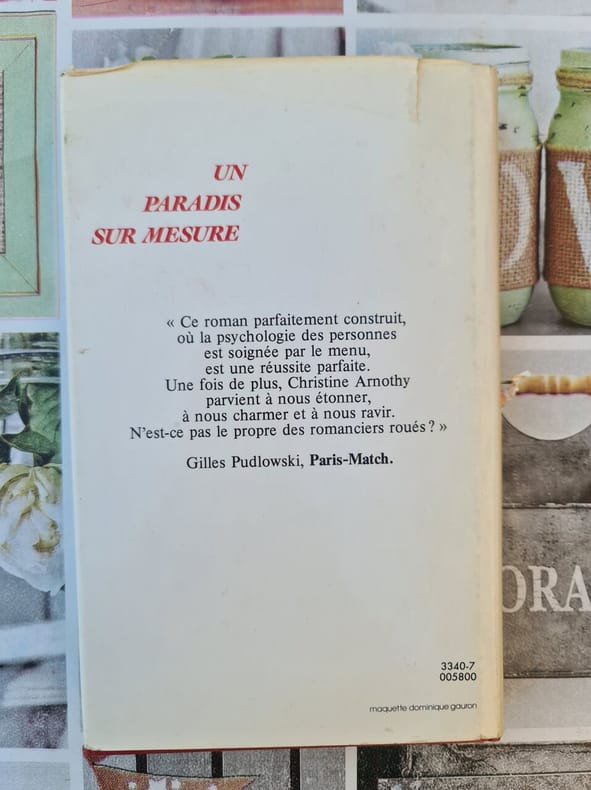 UN
PARADIS
SUR MESURE
« Ce roman parfaitement construit,
où la psychologie des personnes
est soignée par le menu,
est une réussite parfaite.
Une fois de plus, Christine Arnothy
parvient à nous étonner,
à nous charmer et à nous ravir.
N'est-ce pas le propre des romanciers roués ? »
Gilles Pudlowski, Paris-Match.
3340-7
005800
maquette dominique gauron
ORA